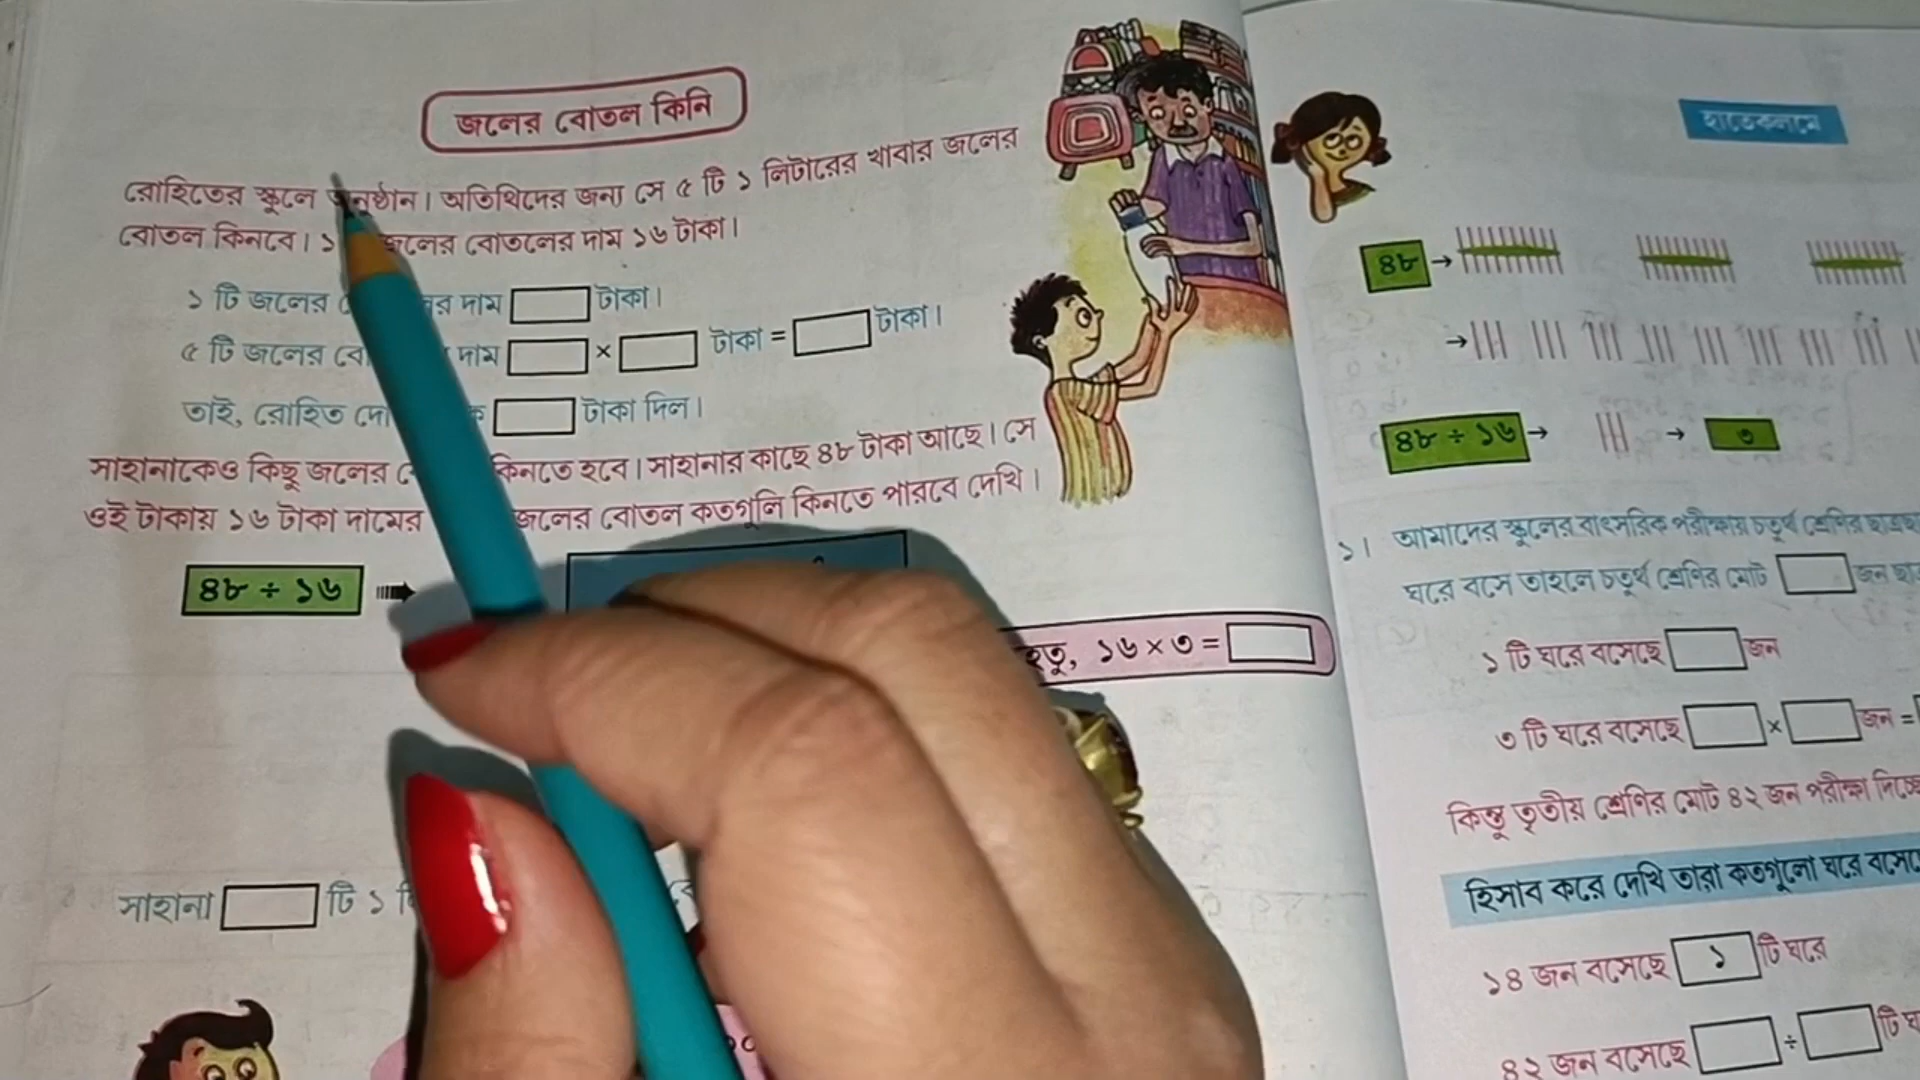 জলের বোতল কিনি
রোহিতের স্কুলে অনুষ্ঠান। অতিথিদের জন্য সে ৫ টি ১ লিটারের খাবার জলের
বোতল কিনবে। ১ জলের বোতলের দাম ১৬ টাকা।
১ টি জলের দাম টাকা।
৫ টি জলের দাম × টাকা = টাকা।
তাই, রোহিত টাকা দিল।
সাহানাকেও কিছু জলের কিনতে হবে। সাহানার কাছে ৪৮ টাকা আছে। সে
ওই টাকায় ১৬ টাকা দামের জলের বোতল কতগুলি কিনতে পারবে দেখি।
৪৮ ÷ ১৬
১৬ × ৩ =
সাহানা টি ১
হাতেকলমে
৪৮ →
→
৪৮ ÷ ১৬ → → ৩
১। আমাদের স্কুলের বাৎসরিক পরীক্ষায় চতুর্থ শ্রেণির
ঘরে বসে তাহলে চতুর্থ শ্রেণির মোট জন
১ টি ঘরে বসেছে জন
৩ টি ঘরে বসেছে × জন =
কিন্তু তৃতীয় শ্রেণির মোট ৪২ জন পরীক্ষা
হিসাব করে দেখি তারা কতগুলো ঘরে
১৪ জন বসেছে ১ টি ঘরে
৪২ জন বসেছে ÷ টি